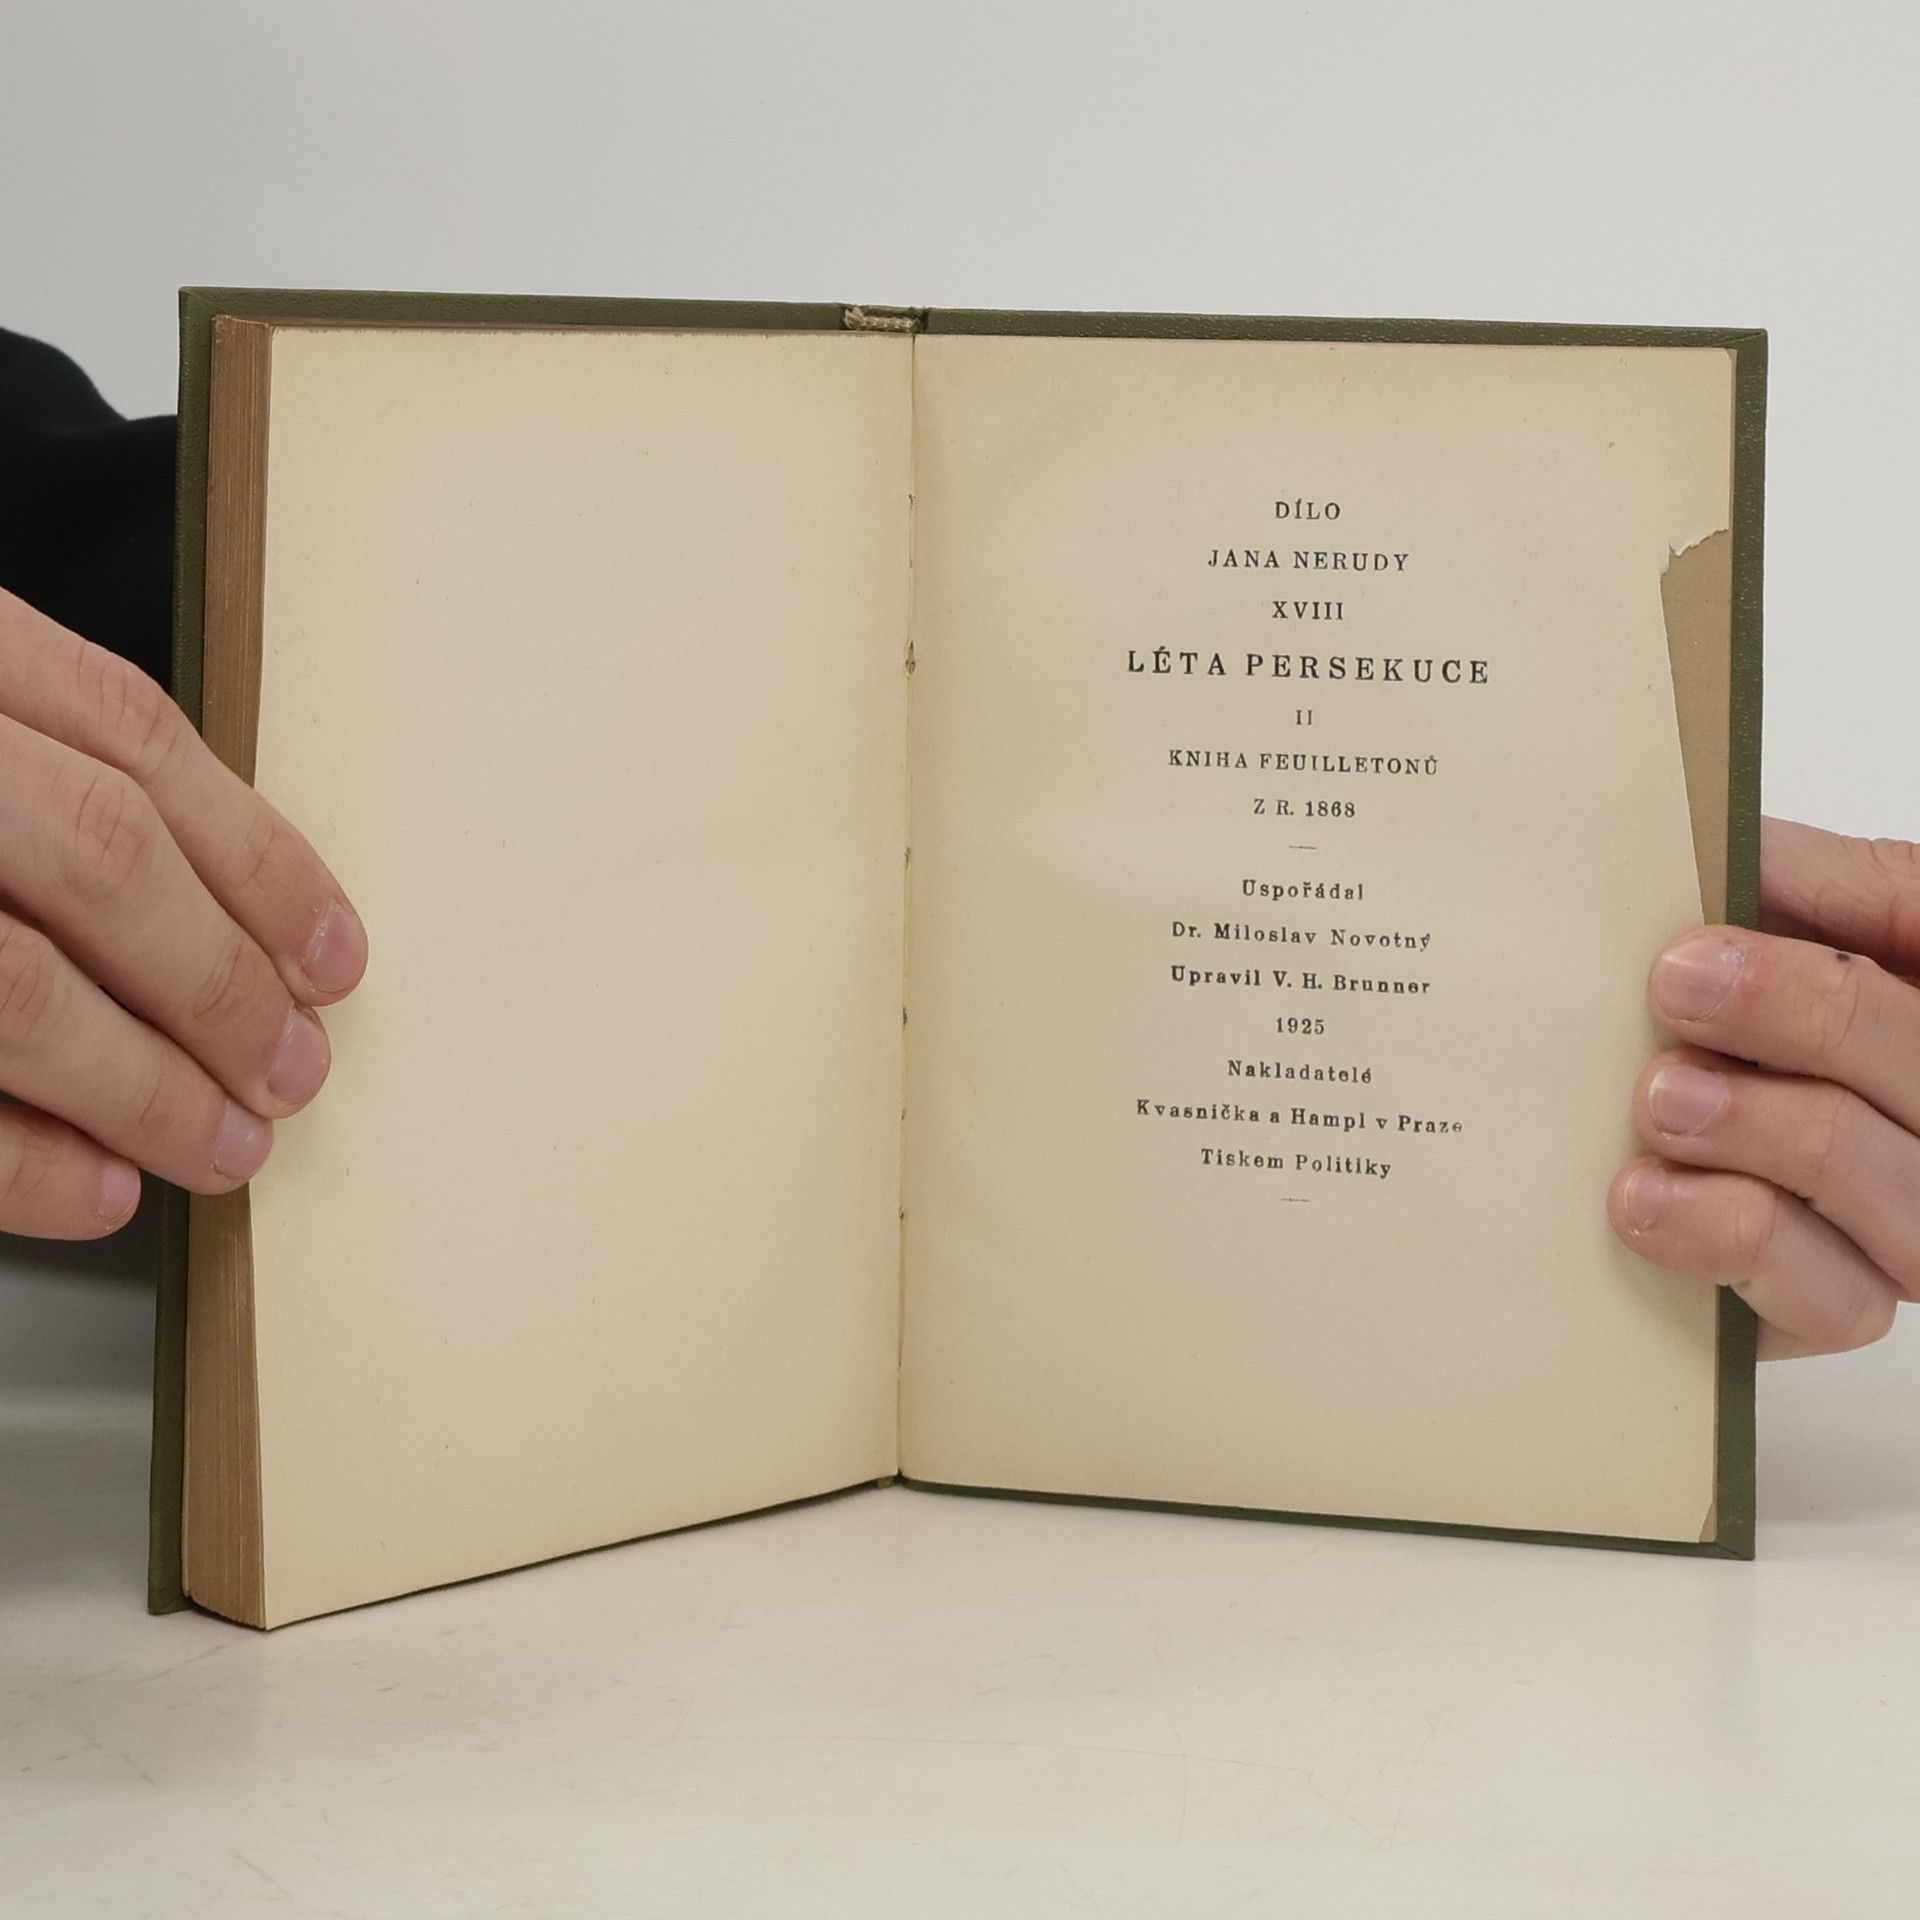 DÍLO
JANA NERUDY
XVIII
LÉTA PERSEKUCE
II
KNIHA FEUILLETONŮ
Z R. 1868
Uspořádal
Dr. Miloslav Novotný
Upravil V. H. Brunner
1925
Nakladatelé
Kvasnička a Hampl v Praze
Tiskem Politiky